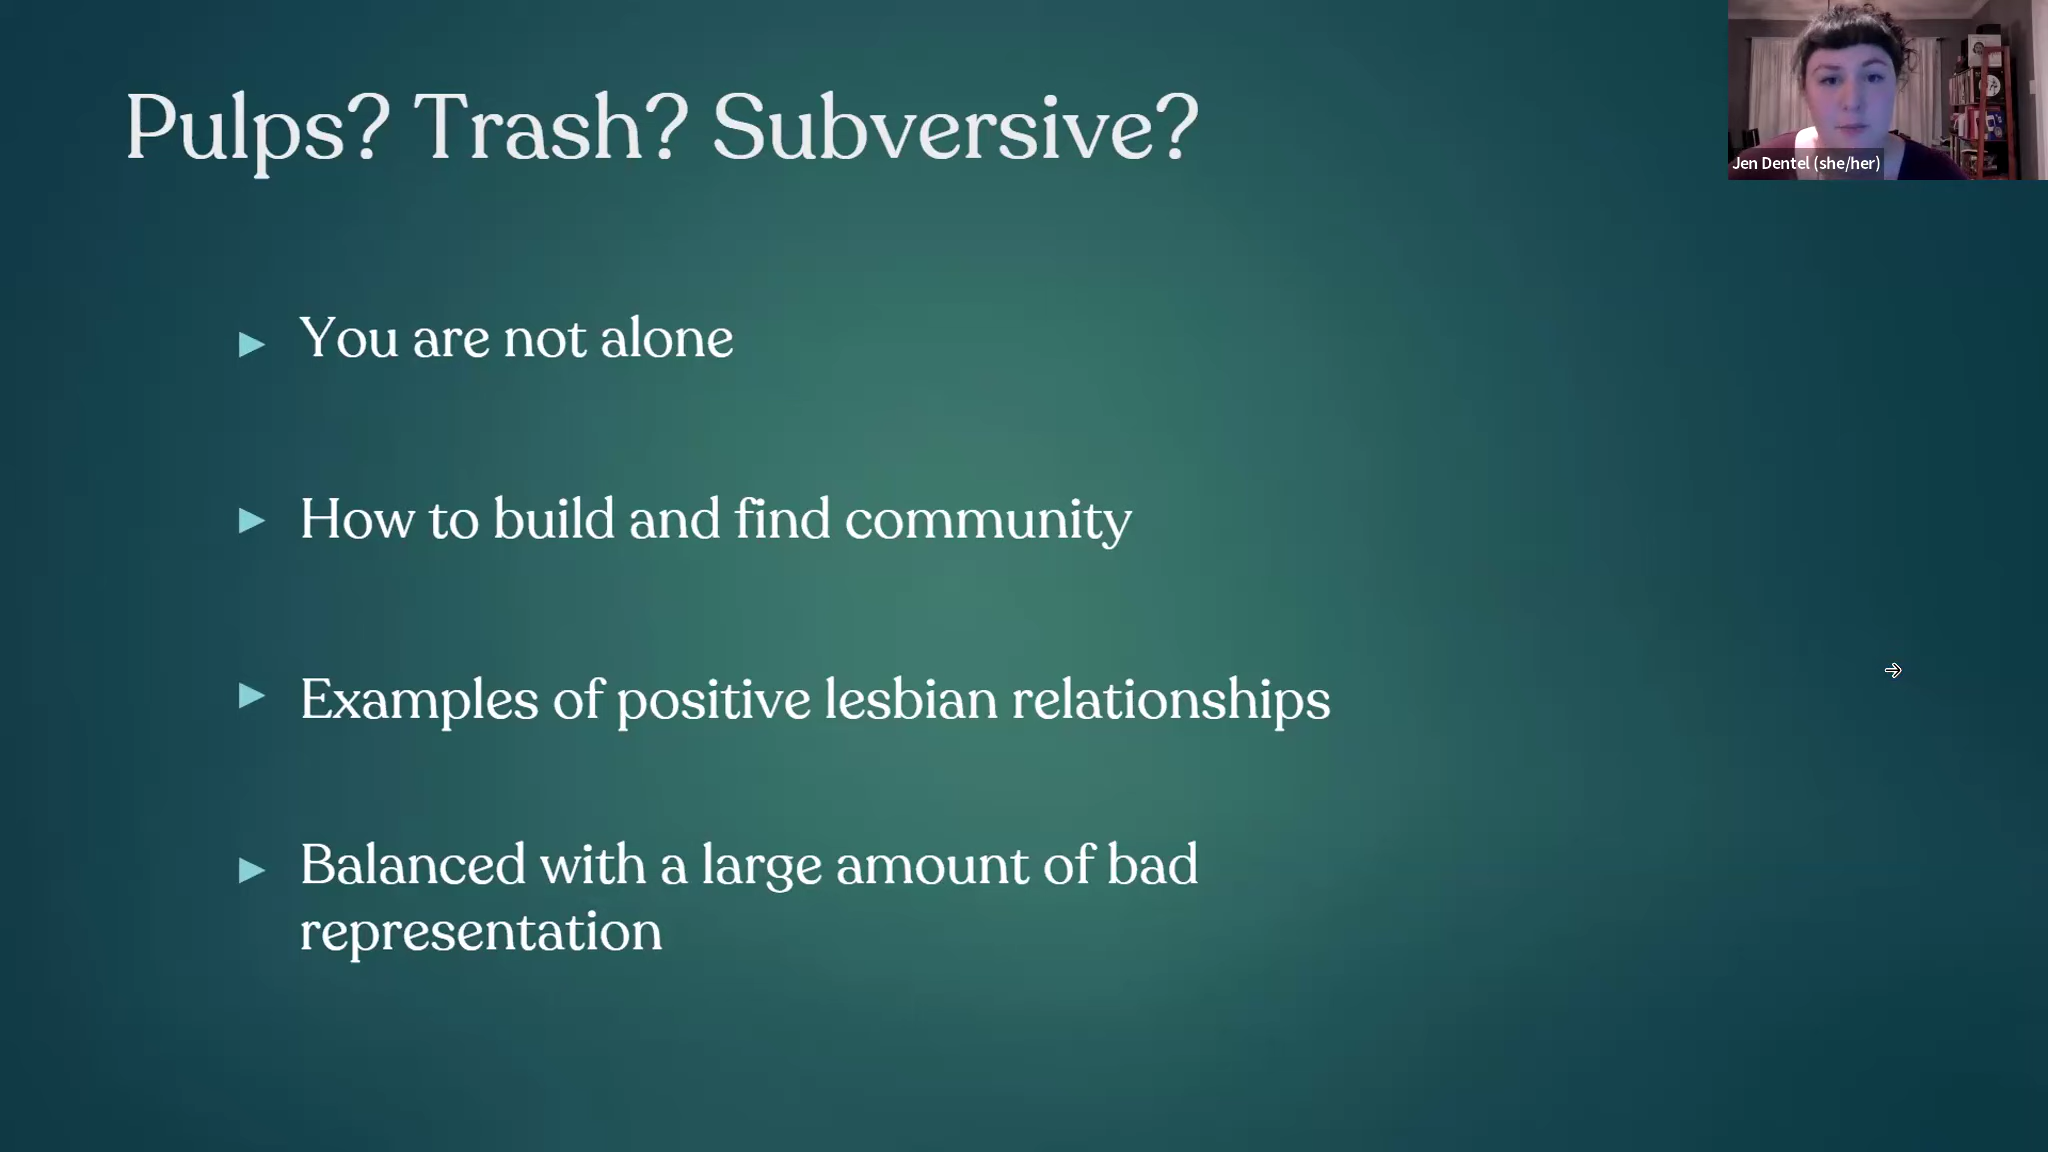 Pulps? Trash? Subversive?
Jen Dentel (she/her)
You are not alone
How to build and find community
Examples of positive lesbian relationships
Balanced with a large amount of bad
representation